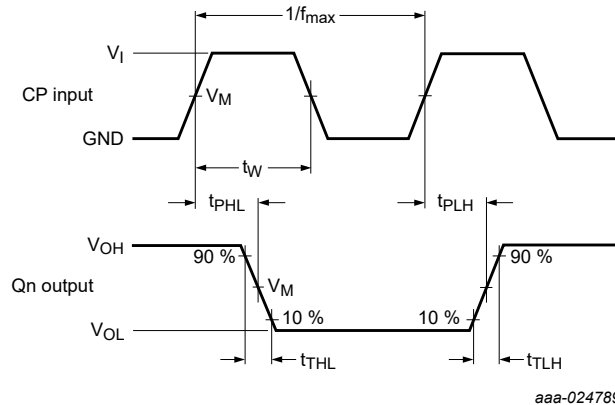 1/fmax
VI
CP input
VM
GND
tW
tPHL
tPLH
VOH
90 %
90 %
Qn output
VM
10 %
10 %
VOL
tTHL
tTLH
aaa-024789